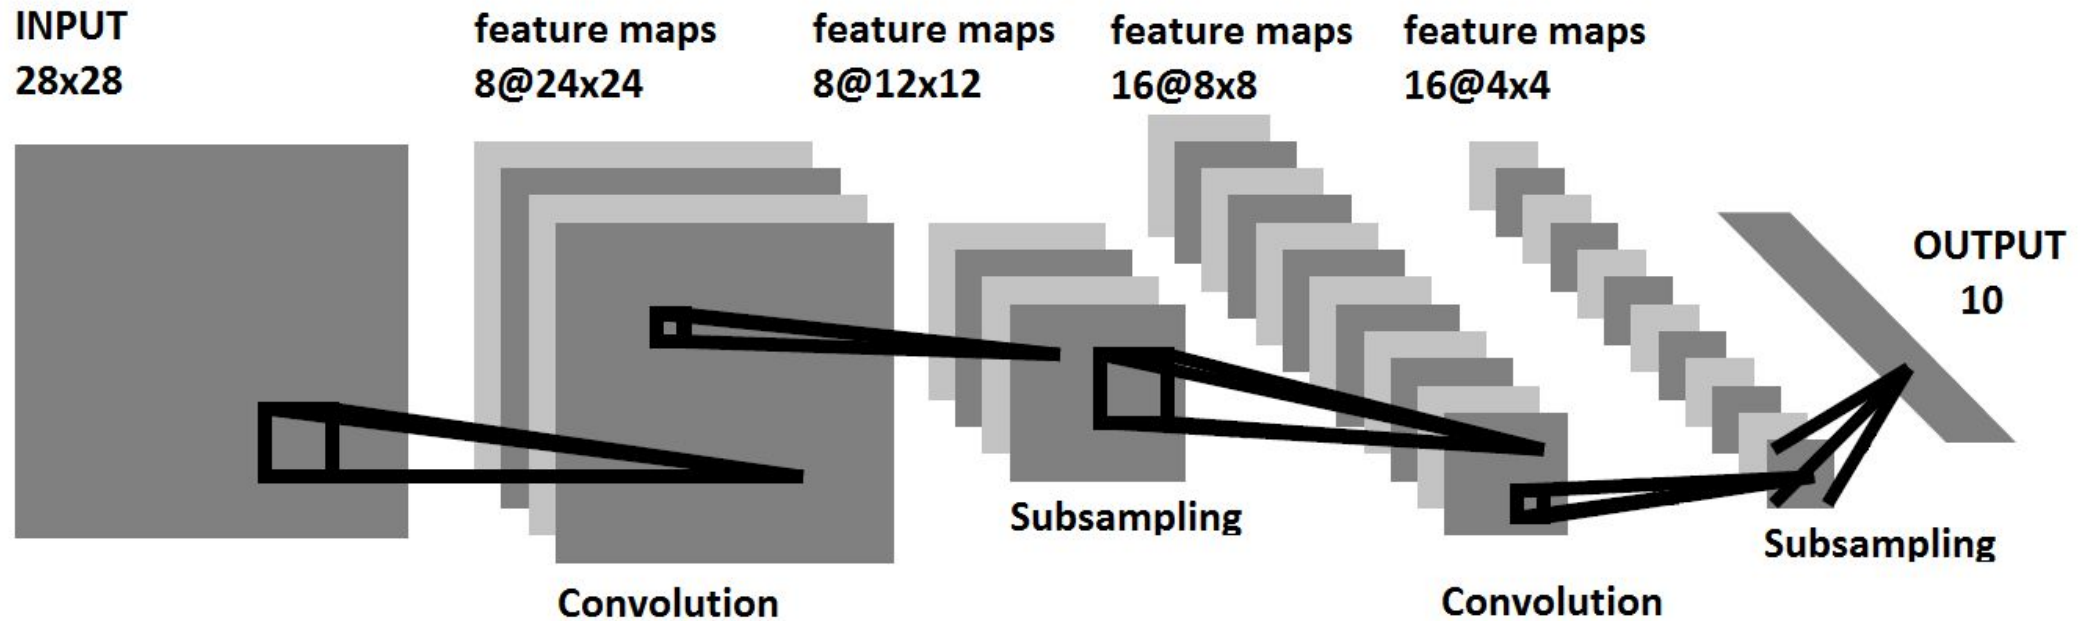 INPUT
28x28
feature maps
8@24x24
feature maps
8@12x12
feature maps
16@8x8
feature maps
16@4x4
OUTPUT
10
Subsampling
Subsampling
Convolution
Convolution